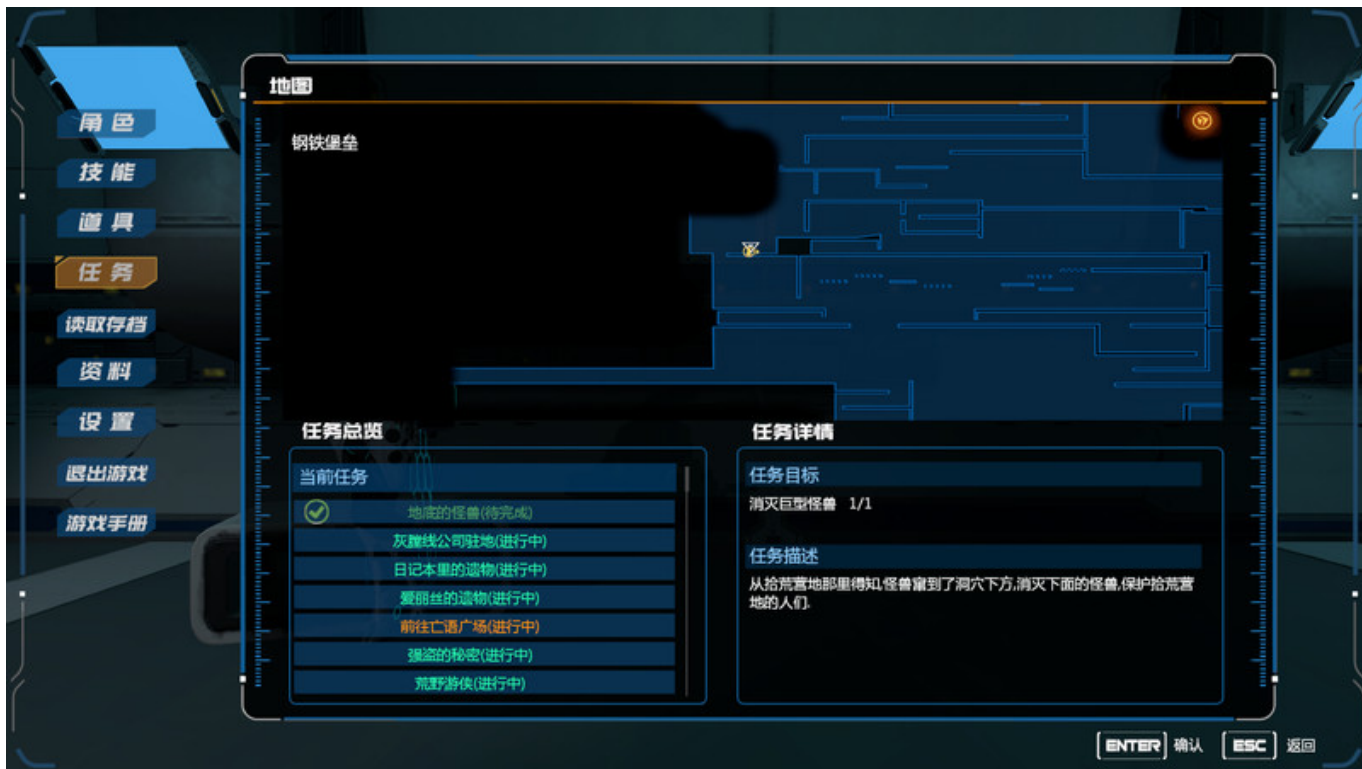 地图
钢铁堡垒
角色
技能
道具
任务
读取存档
资料
设置
退出游戏
游戏手册
任务总览
当前任务
地底的怪兽(待完成)
灰朣线公司驻地(进行中)
日记本里的遗物(进行中)
爱丽丝的遗物(进行中)
前往亡语广场(进行中)
强盗的秘密(进行中)
荒野游侠(进行中)
任务详情
任务目标
消灭巨型怪兽 1/1
任务描述
从拾荒营地那里得知,怪兽窜到了洞穴下方,消灭下面的怪兽,保护拾荒营
地的人们.
ENTER 确认 ESC 返回